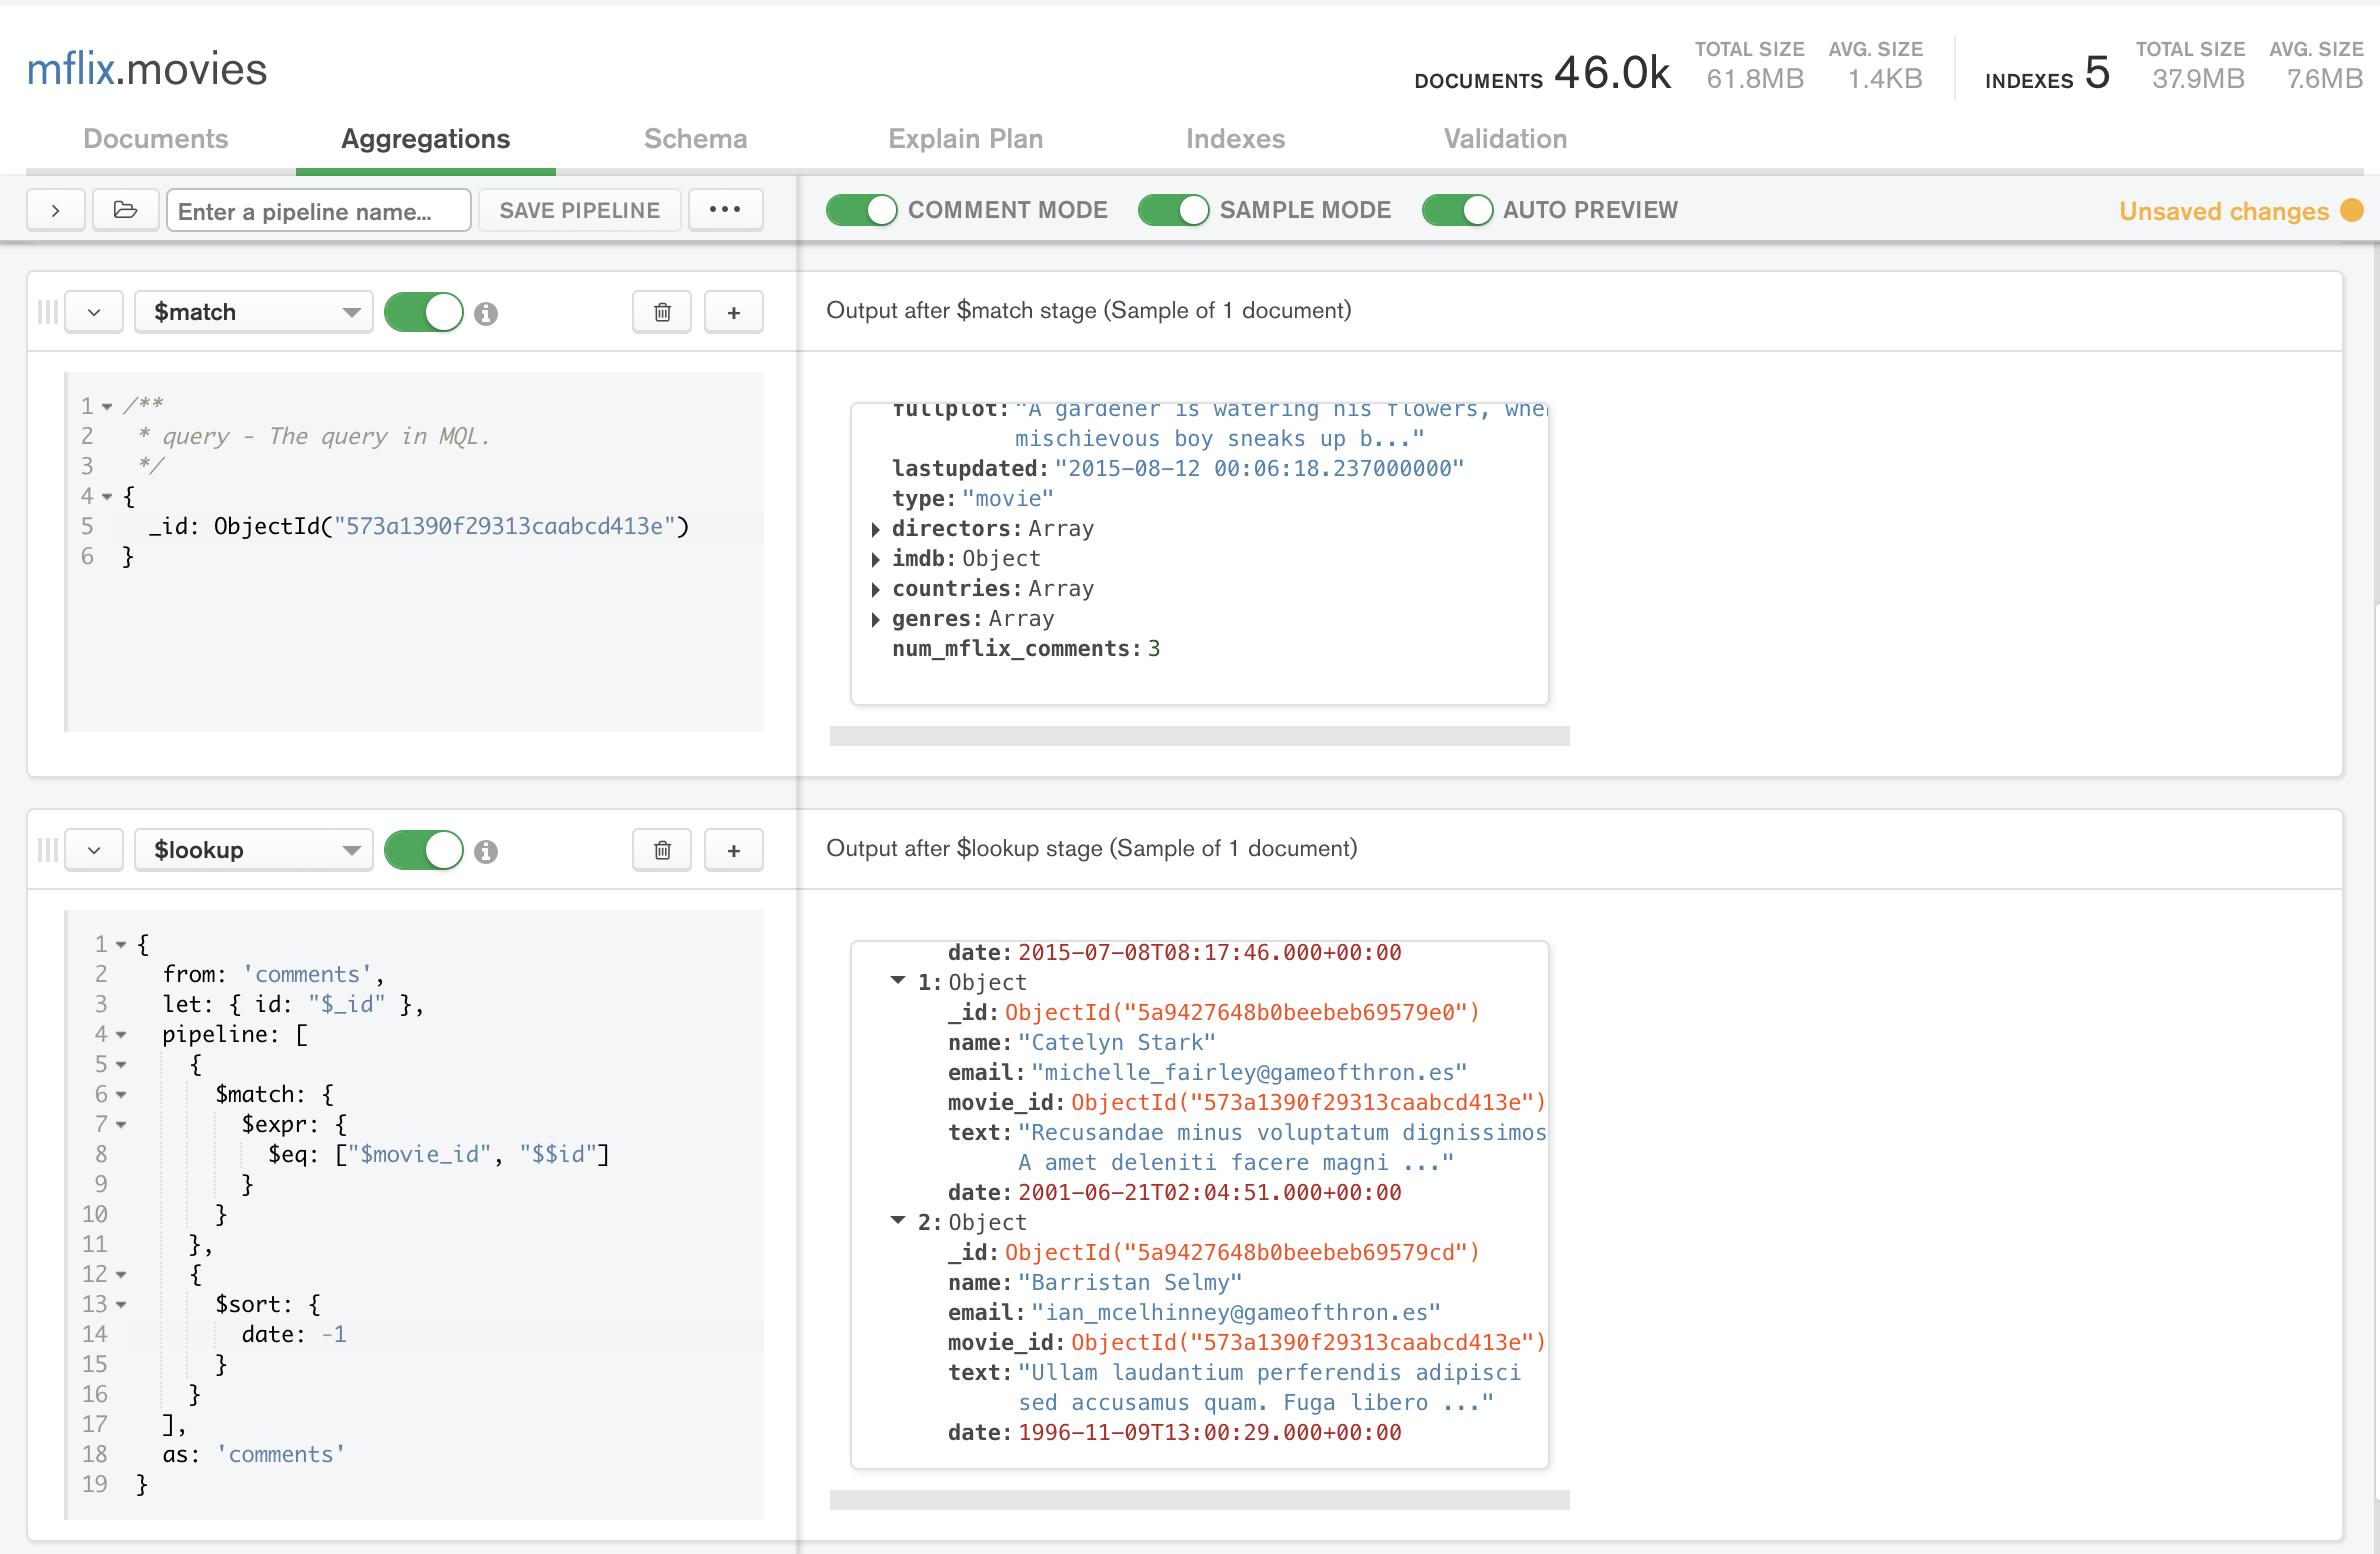 mflix.movies
DOCUMENTS 46.0k TOTAL SIZE 61.8MB AVG. SIZE 1.4KB INDEXES 5 TOTAL SIZE 37.9MB AVG. SIZE 7.6MB
Documents Aggregations Schema Explain Plan Indexes Validation
Enter a pipeline name... SAVE PIPELINE ••• COMMENT MODE SAMPLE MODE AUTO PREVIEW Unsaved changes
$match
Output after $match stage (Sample of 1 document)
1 /**
2 * query - The query in MQL.
3 */
4 {
5 _id: ObjectId("573a1390f29313caabcd413e")
6 }
fullplot: "A gardener is watering his flowers, whe
mischievous boy sneaks up b..."
lastupdated: "2015-08-12 00:06:18.237000000"
type: "movie"
directors: Array
imdb: Object
countries: Array
genres: Array
num_mflix_comments: 3
$lookup
Output after $lookup stage (Sample of 1 document)
1 {
2 from: 'comments',
3 let: { id: "$_id" },
4 pipeline: [
5 {
6 $match: {
7 $expr: {
8 $eq: ["$movie_id", "$$id"]
9 }
10 }
11 },
12 {
13 $sort: {
14 date: -1
15 }
16 }
17 ],
18 as: 'comments'
19 }
date: 2015-07-08T08:17:46.000+00:00
1: Object
_id: ObjectId("5a9427648b0beebeb69579e0")
name: "Catelyn Stark"
email: "michelle_fairley@gameofthron.es"
movie_id: ObjectId("573a1390f29313caabcd413e")
text: "Recusandae minus voluptatum dignissimos
A amet deleniti facere magni ..."
date: 2001-06-21T02:04:51.000+00:00
2: Object
_id: ObjectId("5a9427648b0beebeb69579cd")
name: "Barristan Selmy"
email: "ian_mcelhinney@gameofthron.es"
movie_id: ObjectId("573a1390f29313caabcd413e")
text: "Ullam laudantium perferendis adipisci
sed accusamus quam. Fuga libero ..."
date: 1996-11-09T13:00:29.000+00:00